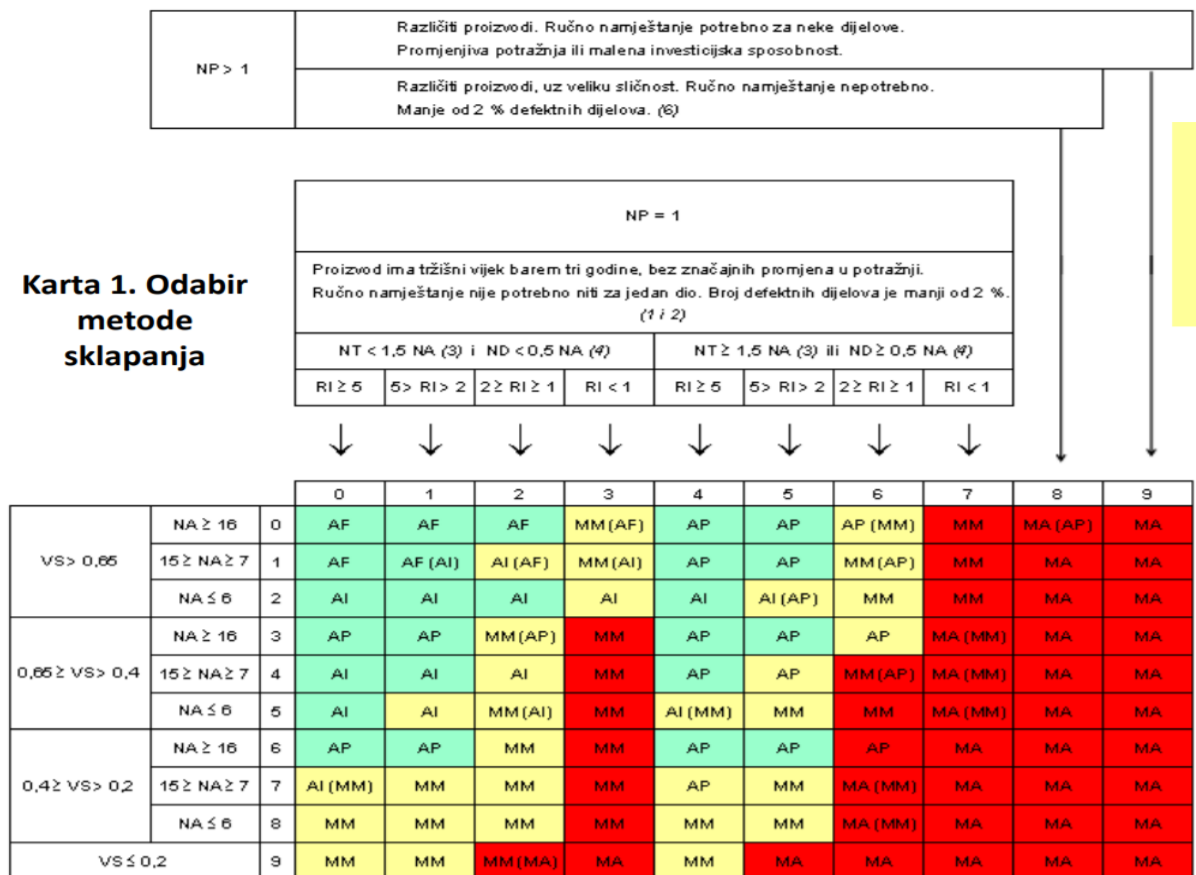 Različiti proizvodi. Ručno namještanje potrebno za neke dijelove.
Promjenjiva potražnja ili malena investicijska sposobnost.
NP > 1
Različiti proizvodi, uz veliku sličnost. Ručno namještanje nepotrebno.
Manje od 2 % defektnih dijelova. (6)
NP = 1
Karta 1. Odabir
metode
sklapanja
Proizvod ima tržišni vijek barem tri godine, bez značajnih promjena u potražnji.
Ručno namještanje nije potrebno niti za jedan dio. Broj defektnih dijelova je manji od 2 %.
(1 i 2)
NT < 1,5 NA (3) i ND < 0,5 NA (4) NT ≥ 1,5 NA (3) ili ND ≥ 0,5 NA (4)
RI ≥ 5 5> RI > 2 2≥ RI ≥ 1 RI < 1 RI ≥ 5 5> RI > 2 2≥ RI ≥ 1 RI < 1
0 1 2 3 4 5 6 7 8 9
NA ≥ 16 0 AF AF AF MM (AF) AP AP AP (MM) MM MA (AP) MA
VS > 0,65 15 ≥ NA ≥ 7 1 AF AF (AI) AI (AF) MM (AI) AP AP MM (AP) MM MA MA
NA ≤ 6 2 AI AI AI AI AI AI (AP) MM MM MA MA
NA ≥ 16 3 AP AP MM (AP) MM AP AP AP MA (MM) MA MA
0,65 ≥ VS > 0,4 15 ≥ NA ≥ 7 4 AI AI AI MM AP AP MM (AP) MA (MM) MA MA
NA ≤ 6 5 AI AI MM (AI) MM AI (MM) MM MM MA (MM) MA MA
NA ≥ 16 6 AP AP MM MM AP AP AP MA MA MA
0,4 ≥ VS > 0,2 15 ≥ NA ≥ 7 7 AI (MM) MM MM MM AP MM MA (MM) MA MA MA
NA ≤ 6 8 MM MM MM MM MM MM MA (MM) MA MA MA
VS ≤ 0,2 9 MM MM MM (MA) MA MM MA MA MA MA MA